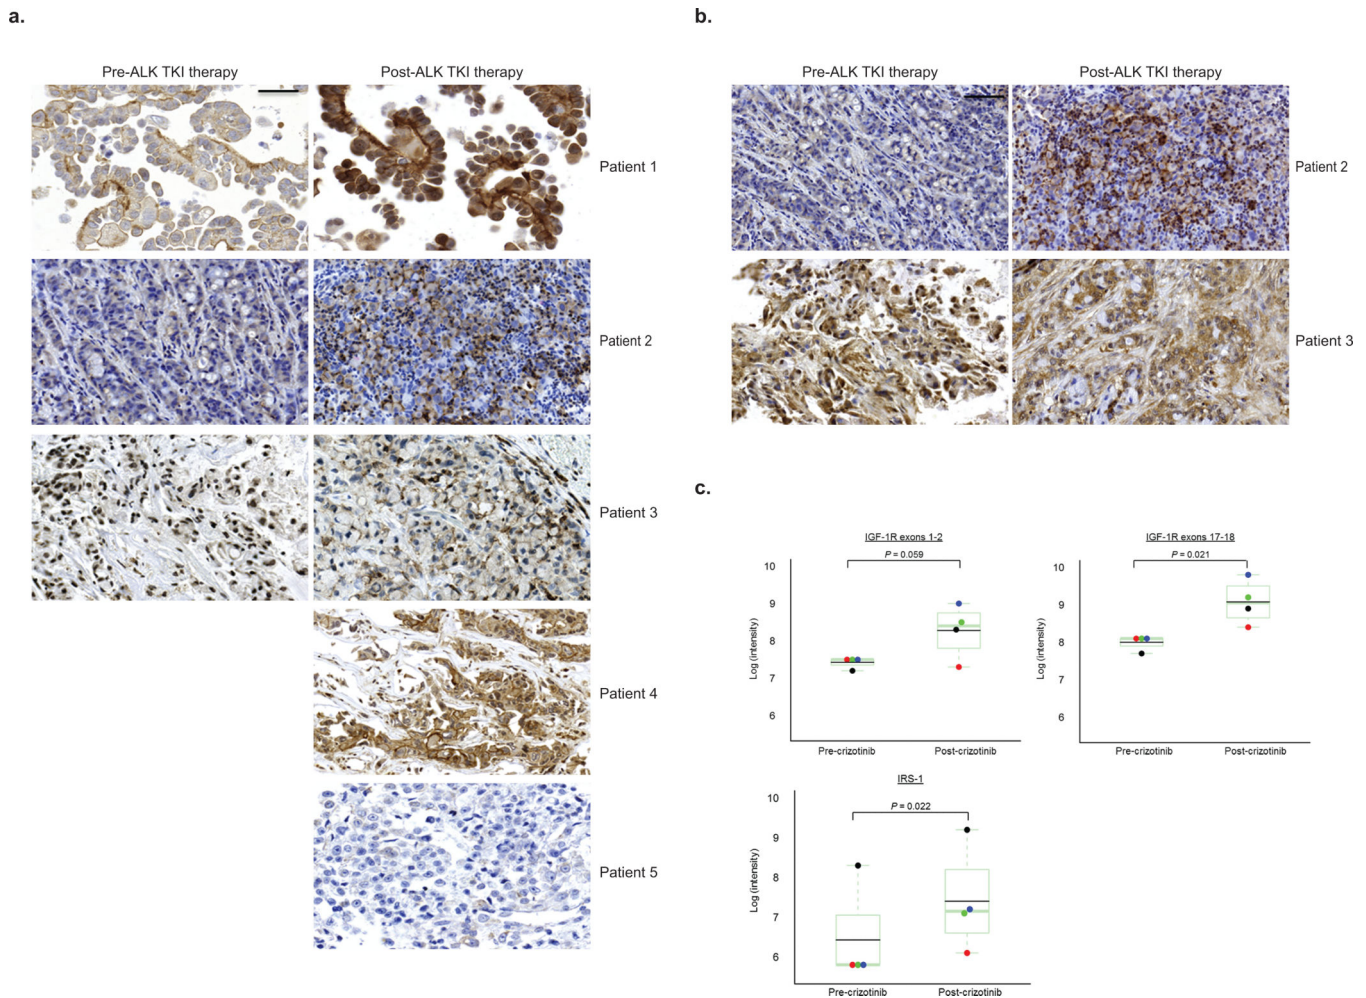 a.
Pre-ALK TKI therapy
Post-ALK TKI therapy
Patient 1
Patient 2
Patient 3
Patient 4
Patient 5
b.
Pre-ALK TKI therapy
Post-ALK TKI therapy
Patient 2
Patient 3
c.
IGF-1R exons 1-2
P = 0.059
10
9
8
7
6
Log (intensity)
Pre-crizotinib
Post-crizotinib
IGF-1R exons 17-18
P = 0.021
10
9
8
7
6
Log (intensity)
Pre-crizotinib
Post-crizotinib
IRS-1
P = 0.022
10
9
8
7
6
Log (intensity)
Pre-crizotinib
Post-crizotinib